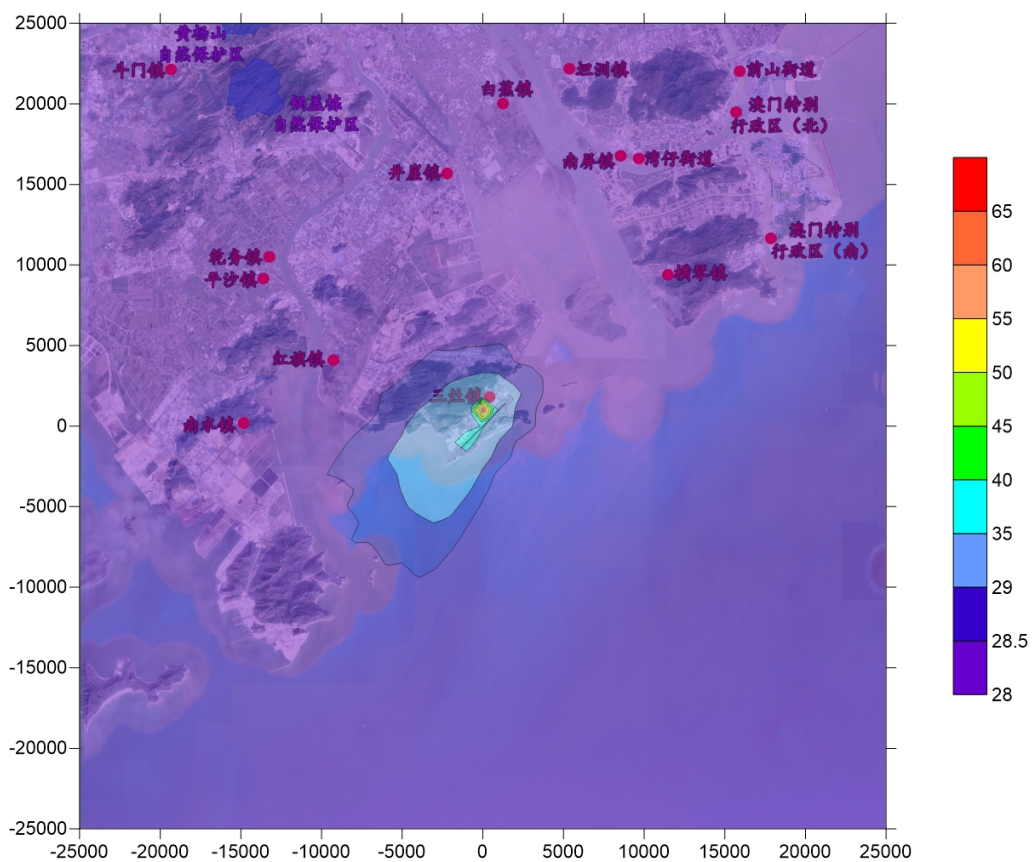 25000
20000
15000
10000
5000
0
-5000
-10000
-15000
-20000
-25000
黄杨山
自然保护区
斗门镇
锅盖栋
自然保护区
白蕉镇
坦洲镇
前山街道
澳门特别
行政区（北）
南屏镇
湾仔街道
井岸镇
澳门特别
行政区（南）
乾务镇
平沙镇
横琴镇
红旗镇
三灶镇
南水镇
65
60
55
50
45
40
35
29
28.5
28
-25000 -20000 -15000 -10000 -5000 0 5000 10000 15000 20000 25000